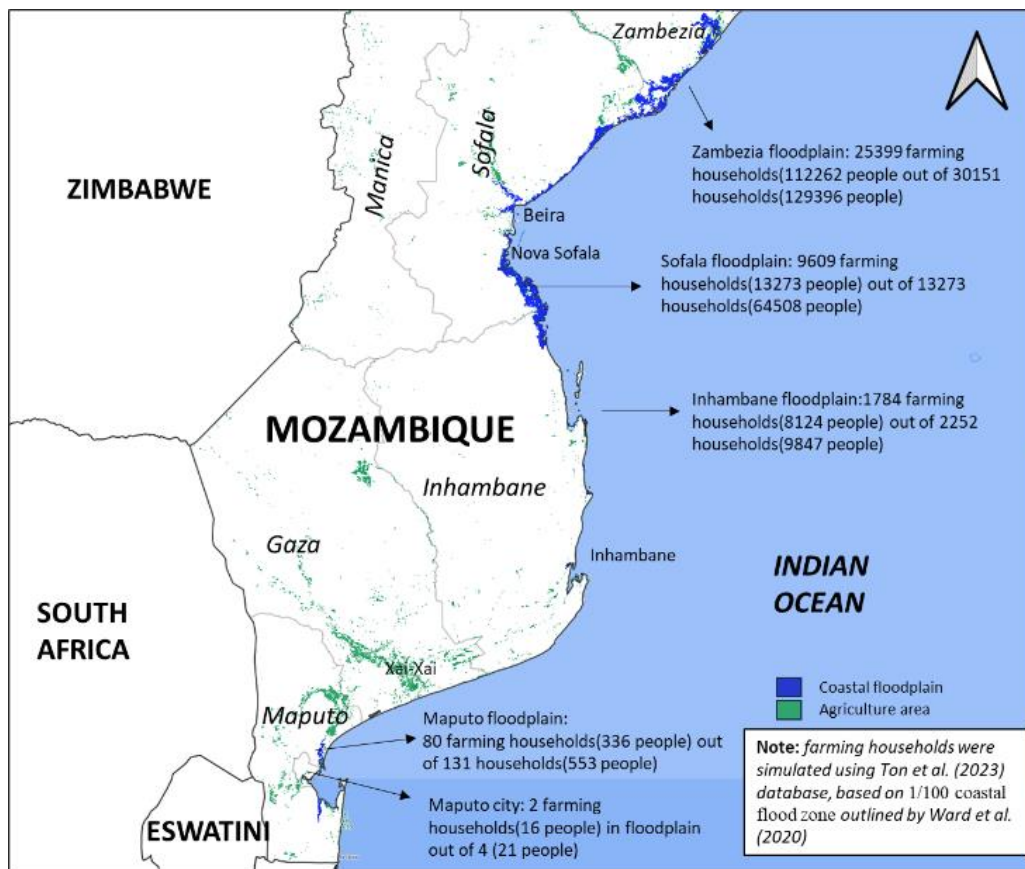 Zambezia
Sofala
Manica
ZIMBABWE
Zambezia floodplain: 25399 farming
households(112262 people out of 30151
households(129396 people)
Beira
Nova Sofala
Sofala floodplain: 9609 farming
households(13273 people) out of 13273
households(64508 people)
MOZAMBIQUE
Inhambane floodplain:1784 farming
households(8124 people) out of 2252
households(9847 people)
Inhambane
Gaza
Inhambane
INDIAN
OCEAN
SOUTH
AFRICA
Xai-Xai
Coastal floodplain
Agriculture area
Maputo
Maputo floodplain:
80 farming households(336 people) out
of 131 households(553 people)
Maputo city: 2 farming
households(16 people) in floodplain
out of 4 (21 people)
ESWATINI
Note: farming households were
simulated using Ton et al. (2023)
database, based on 1/100 coastal
flood zone outlined by Ward et al.
(2020)